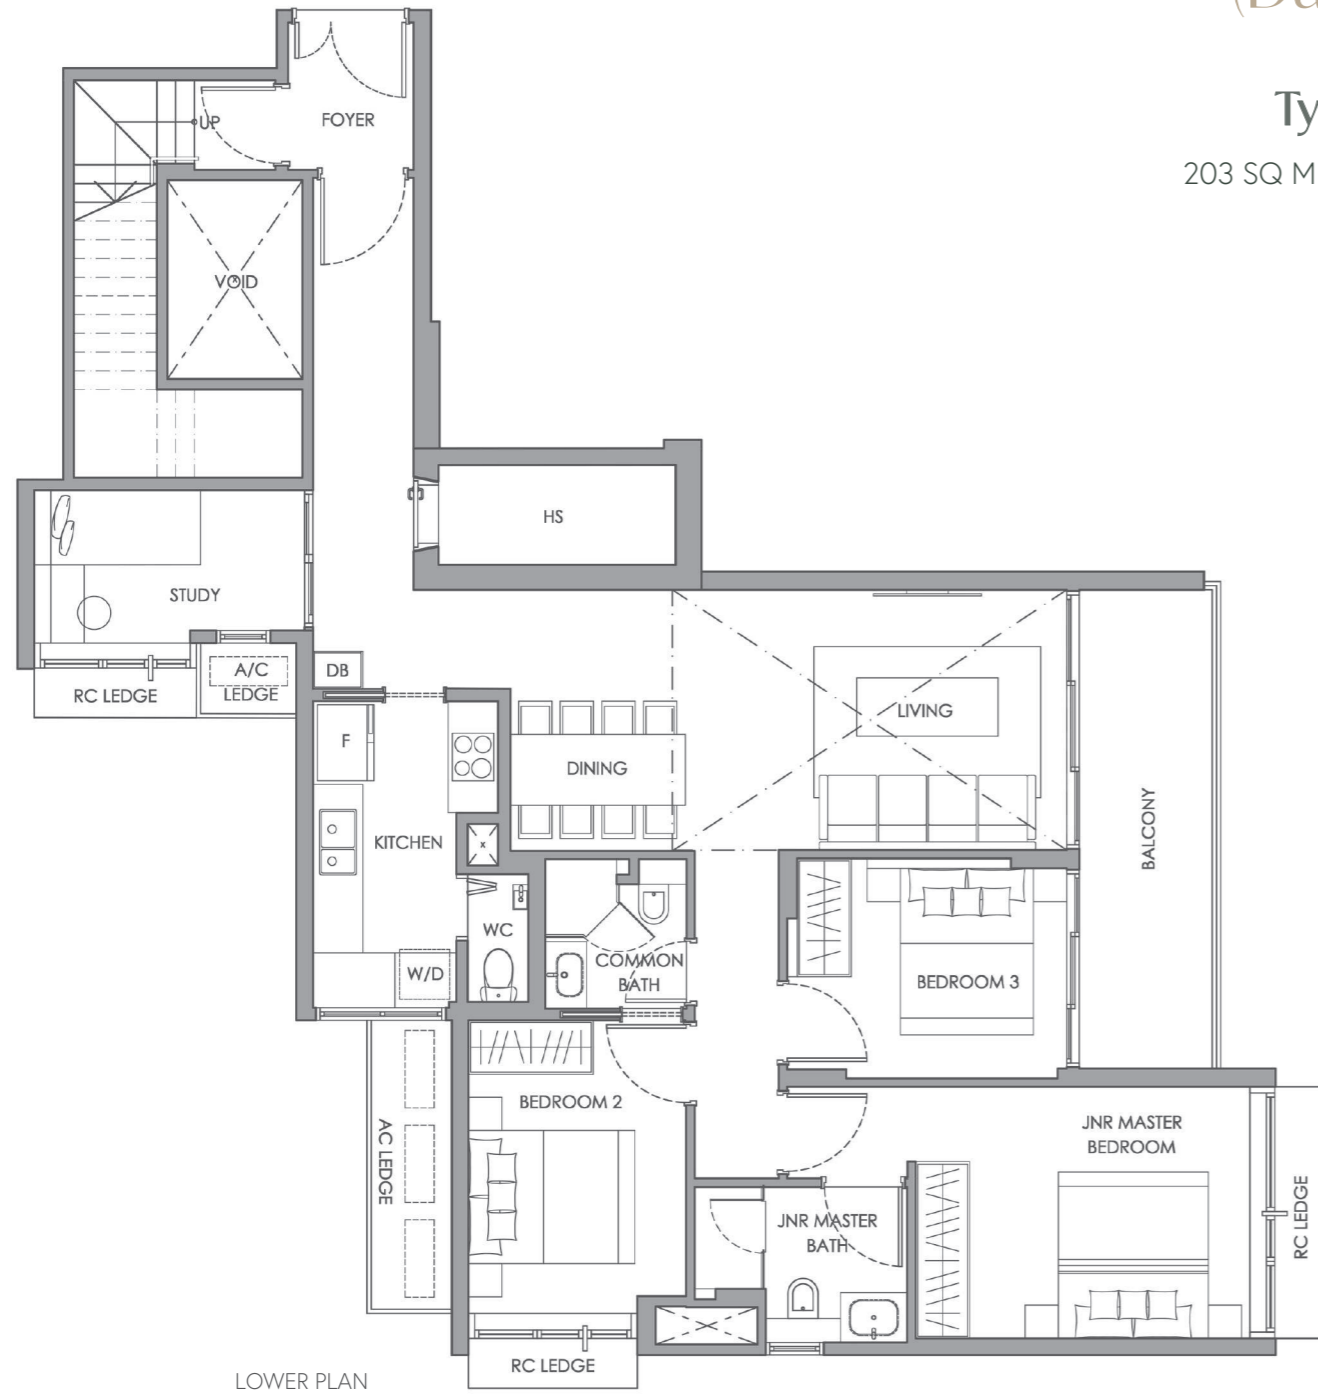 (Du
Ty
203 SQ M
UP
FOYER
VOID
HS
STUDY
A/C
LEDGE
RC LEDGE
DB
F
LIVING
DINING
KITCHEN
BALCONY
x
WC
COMMON
BATH
W/D
BEDROOM 3
BEDROOM 2
AC LEDGE
JNR MASTER
BEDROOM
JNR MASTER
BATH
RC LEDGE
RC LEDGE
LOWER PLAN